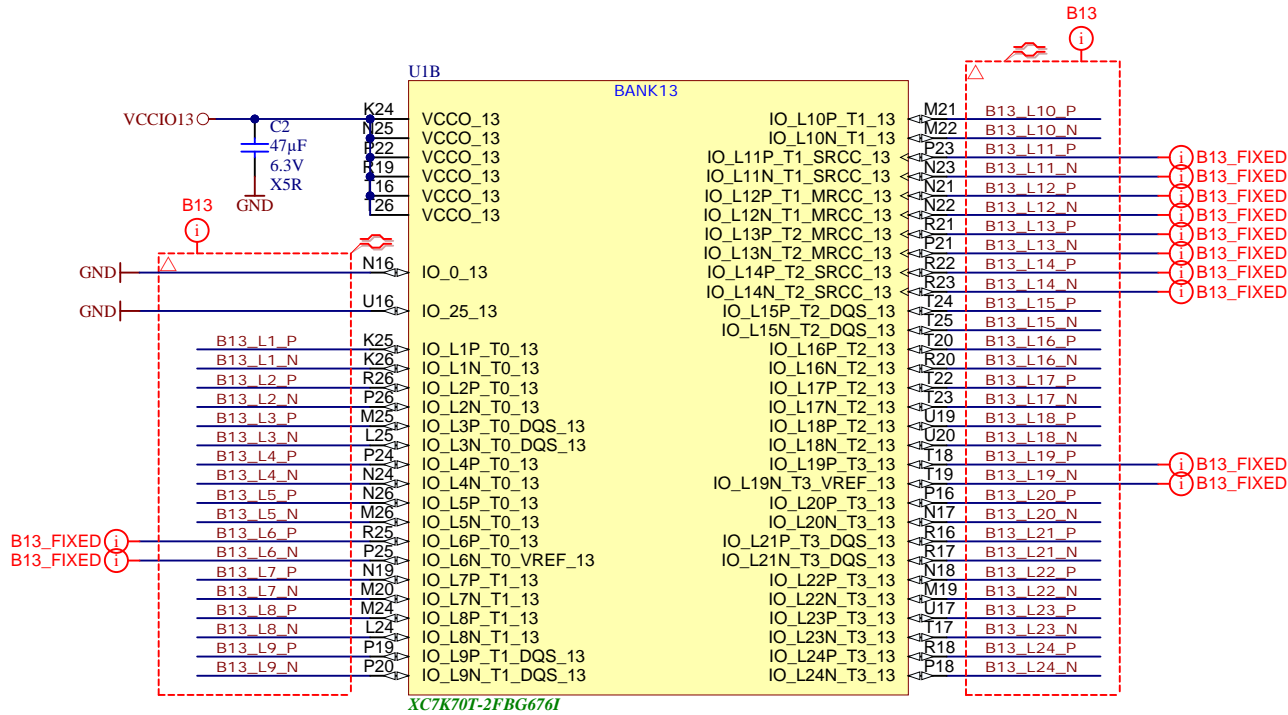 B13
U1B
BANK13
VCCIO13
C2
47µF
6.3V
X5R
GND
K24 VCCO_13
N25 VCCO_13
P22 VCCO_13
R19 VCCO_13
VCCO_13
VCCO_13
B13
GND N16 IO_0_13
GND U16 IO_25_13
B13_L1_P K25 IO_L1P_T0_13
B13_L1_N K26 IO_L1N_T0_13
B13_L2_P R26 IO_L2P_T0_13
B13_L2_N P26 IO_L2N_T0_13
B13_L3_P M25 IO_L3P_T0_DQS_13
B13_L3_N L25 IO_L3N_T0_DQS_13
B13_L4_P P24 IO_L4P_T0_13
B13_L4_N N24 IO_L4N_T0_13
B13_L5_P N26 IO_L5P_T0_13
B13_L5_N M26 IO_L5N_T0_13
B13_FIXED i B13_L6_P R25 IO_L6P_T0_13
B13_FIXED i B13_L6_N P25 IO_L6N_T0_VREF_13
B13_L7_P N19 IO_L7P_T1_13
B13_L7_N M20 IO_L7N_T1_13
B13_L8_P M24 IO_L8P_T1_13
B13_L8_N L24 IO_L8N_T1_13
B13_L9_P P19 IO_L9P_T1_DQS_13
B13_L9_N P20 IO_L9N_T1_DQS_13
IO_L10P_T1_13 M21 B13_L10_P
IO_L10N_T1_13 M22 B13_L10_N
IO_L11P_T1_SRCC_13 P23 B13_L11_P i B13_FIXED
IO_L11N_T1_SRCC_13 N23 B13_L11_N i B13_FIXED
IO_L12P_T1_MRCC_13 N21 B13_L12_P i B13_FIXED
IO_L12N_T1_MRCC_13 N22 B13_L12_N i B13_FIXED
IO_L13P_T2_MRCC_13 R21 B13_L13_P i B13_FIXED
IO_L13N_T2_MRCC_13 P21 B13_L13_N i B13_FIXED
IO_L14P_T2_SRCC_13 R22 B13_L14_P i B13_FIXED
IO_L14N_T2_SRCC_13 R23 B13_L14_N i B13_FIXED
IO_L15P_T2_DQS_13 T24 B13_L15_P
IO_L15N_T2_DQS_13 T25 B13_L15_N
IO_L16P_T2_13 T20 B13_L16_P
IO_L16N_T2_13 R20 B13_L16_N
IO_L17P_T2_13 T22 B13_L17_P
IO_L17N_T2_13 T23 B13_L17_N
IO_L18P_T2_13 U19 B13_L18_P
IO_L18N_T2_13 U20 B13_L18_N
IO_L19P_T3_13 T18 B13_L19_P i B13_FIXED
IO_L19N_T3_VREF_13 T19 B13_L19_N i B13_FIXED
IO_L20P_T3_13 P16 B13_L20_P
IO_L20N_T3_13 N17 B13_L20_N
IO_L21P_T3_DQS_13 R16 B13_L21_P
IO_L21N_T3_DQS_13 R17 B13_L21_N
IO_L22P_T3_13 N18 B13_L22_P
IO_L22N_T3_13 M19 B13_L22_N
IO_L23P_T3_13 U17 B13_L23_P
IO_L23N_T3_13 T17 B13_L23_N
IO_L24P_T3_13 R18 B13_L24_P
IO_L24N_T3_13 P18 B13_L24_N
XC7K70T-2FBG676I